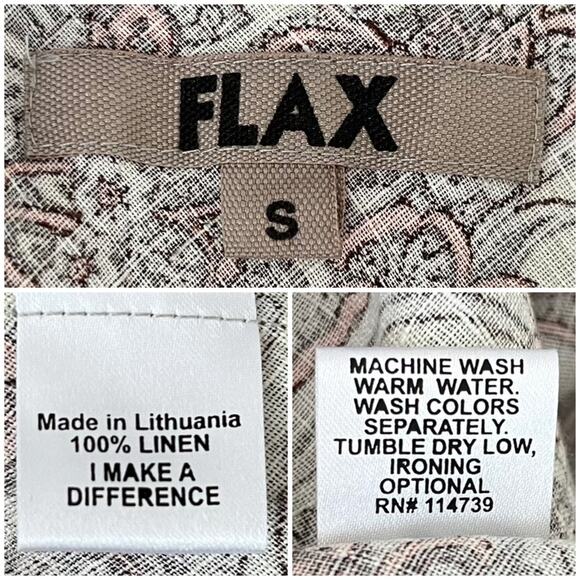 FLAX
S
Made in Lithuania
100% LINEN
I MAKE A
DIFFERENCE
MACHINE WASH
WARM WATER.
WASH COLORS
SEPARATELY.
TUMBLE DRY LOW,
IRONING
OPTIONAL
RN# 114739